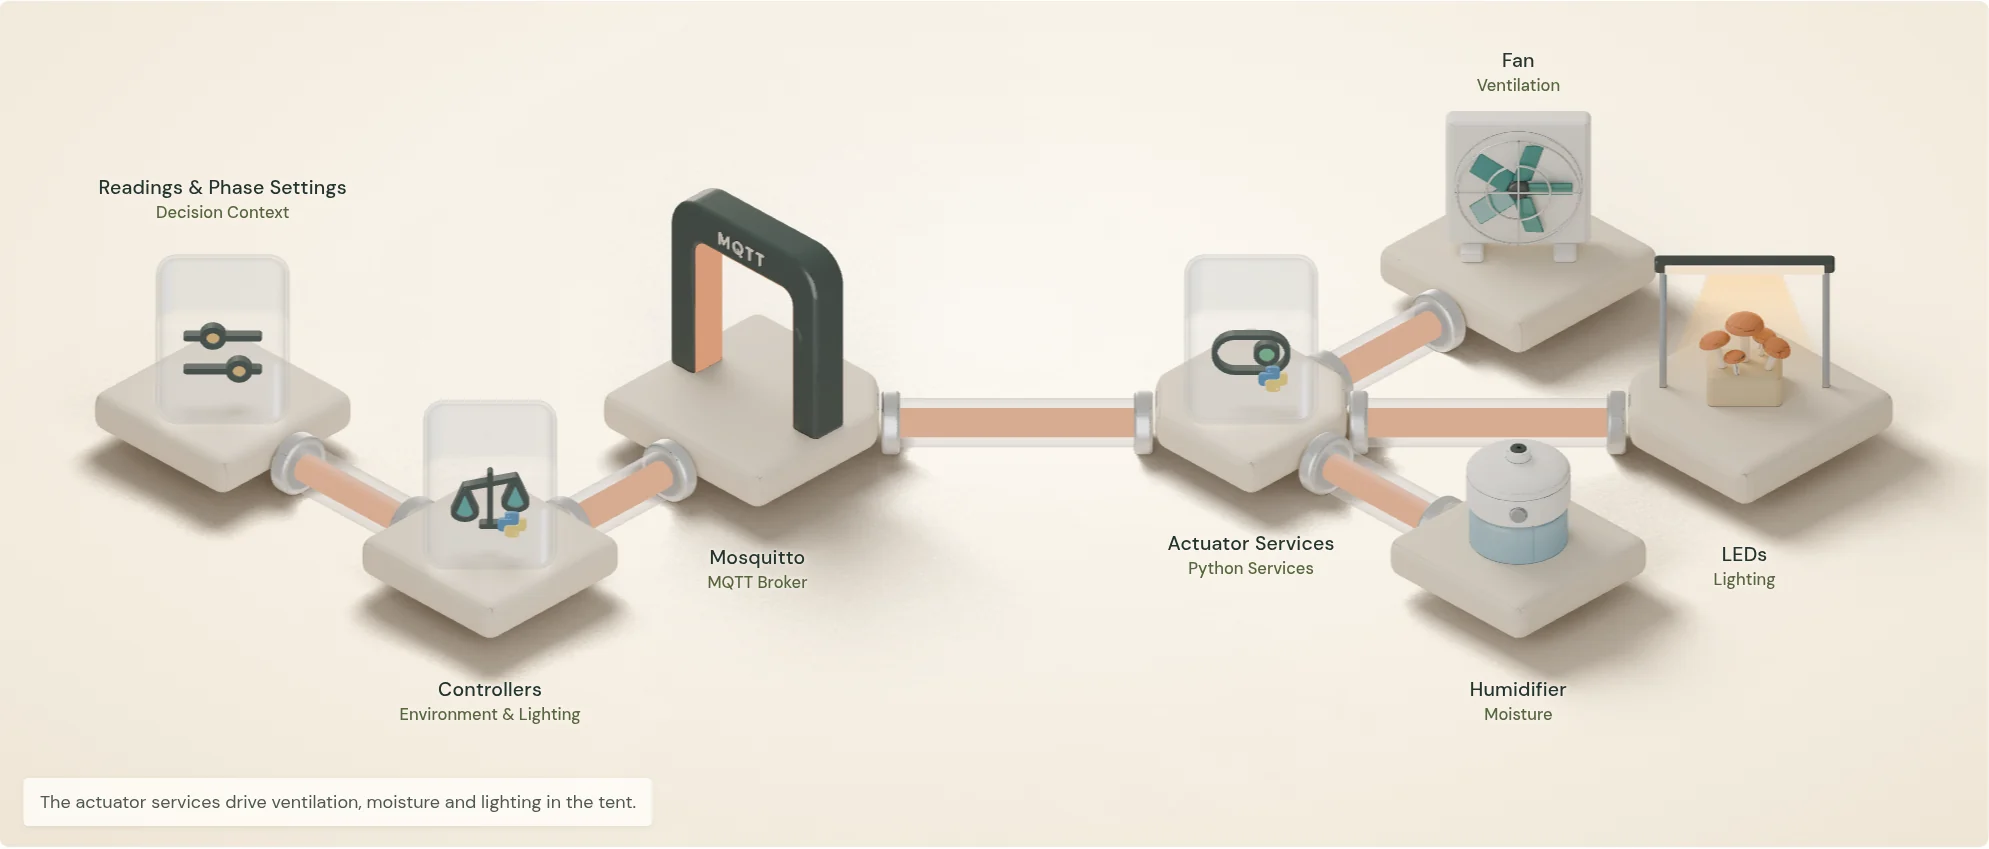 Fan
Ventilation
Readings & Phase Settings
Decision Context
MQTT
Actuator Services
Python Services
Mosquitto
MQTT Broker
LEDs
Lighting
Controllers
Environment & Lighting
Humidifier
Moisture
The actuator services drive ventilation, moisture and lighting in the tent.